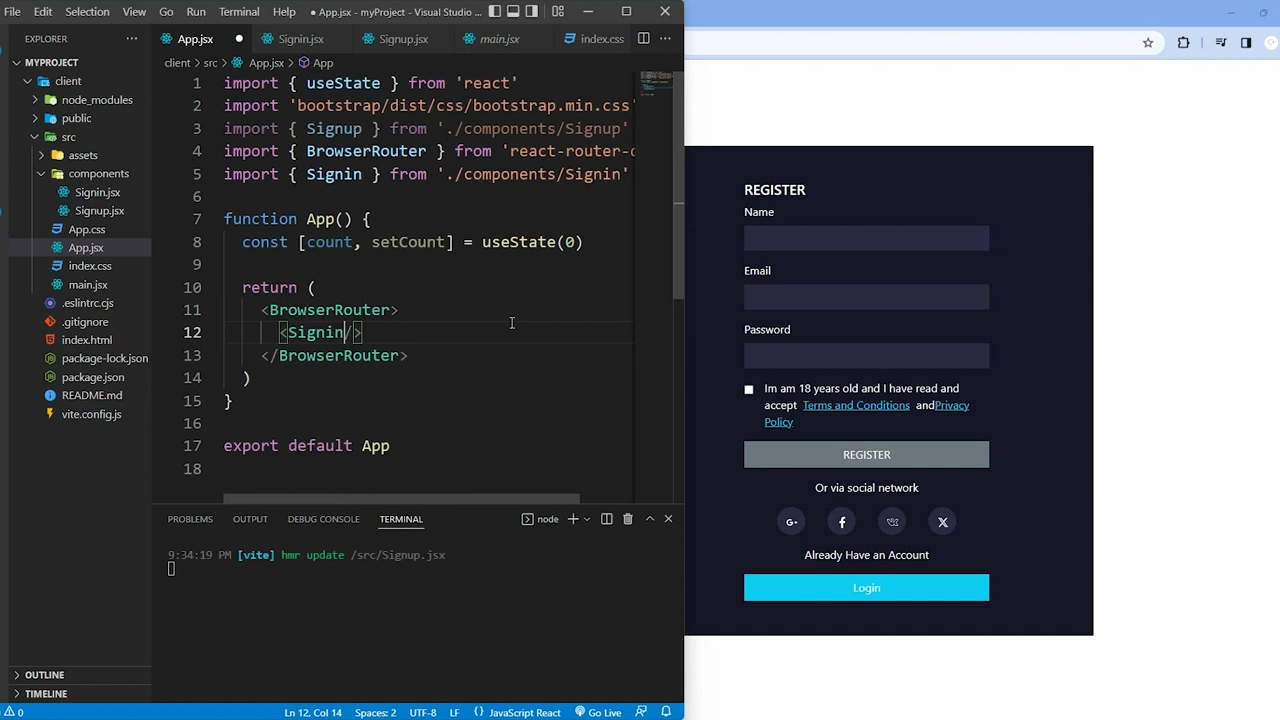 File Edit Selection View Go Run Terminal Help App.jsx - myProject - Visual Studio ...
EXPLORER
MYPROJECT
client
node_modules
public
src
assets
components
Signin.jsx
Signup.jsx
App.css
App.jsx
index.css
main.jsx
.eslintrc.cjs
.gitignore
index.html
package-lock.json
package.json
README.md
vite.config.js
OUTLINE
TIMELINE
App.jsx Signin.jsx Signup.jsx main.jsx index.css
client > src > App.jsx > App
1 import { useState } from 'react'
2 import 'bootstrap/dist/css/bootstrap.min.css'
3 import { Signup } from './components/Signup'
4 import { BrowserRouter } from 'react-router-
5 import { Signin } from './components/Signin'
6
7 function App() {
8 const [count, setCount] = useState(0)
9
10 return (
11 <BrowserRouter>
12 <Signin/>
13 </BrowserRouter>
14 )
15 }
16
17 export default App
18
PROBLEMS OUTPUT DEBUG CONSOLE TERMINAL node
9:34:19 PM [vite] hmr update /src/Signup.jsx
0 Ln 12, Col 14 Spaces: 2 UTF-8 LF {} JavaScript React Go Live
REGISTER
Name
Email
Password
Im am 18 years old and I have read and
accept Terms and Conditions andPrivacy
Policy
REGISTER
Or via social network
G+ f X
Already Have an Account
Login